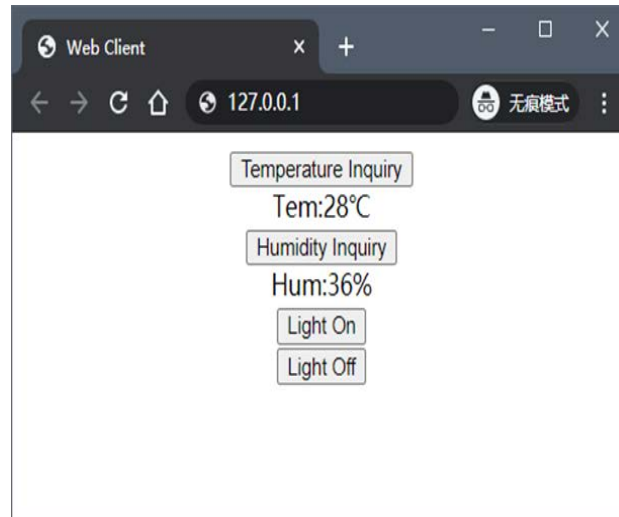 Web Client
127.0.0.1
无痕模式
Temperature Inquiry
Tem:28℃
Humidity Inquiry
Hum:36%
Light On
Light Off